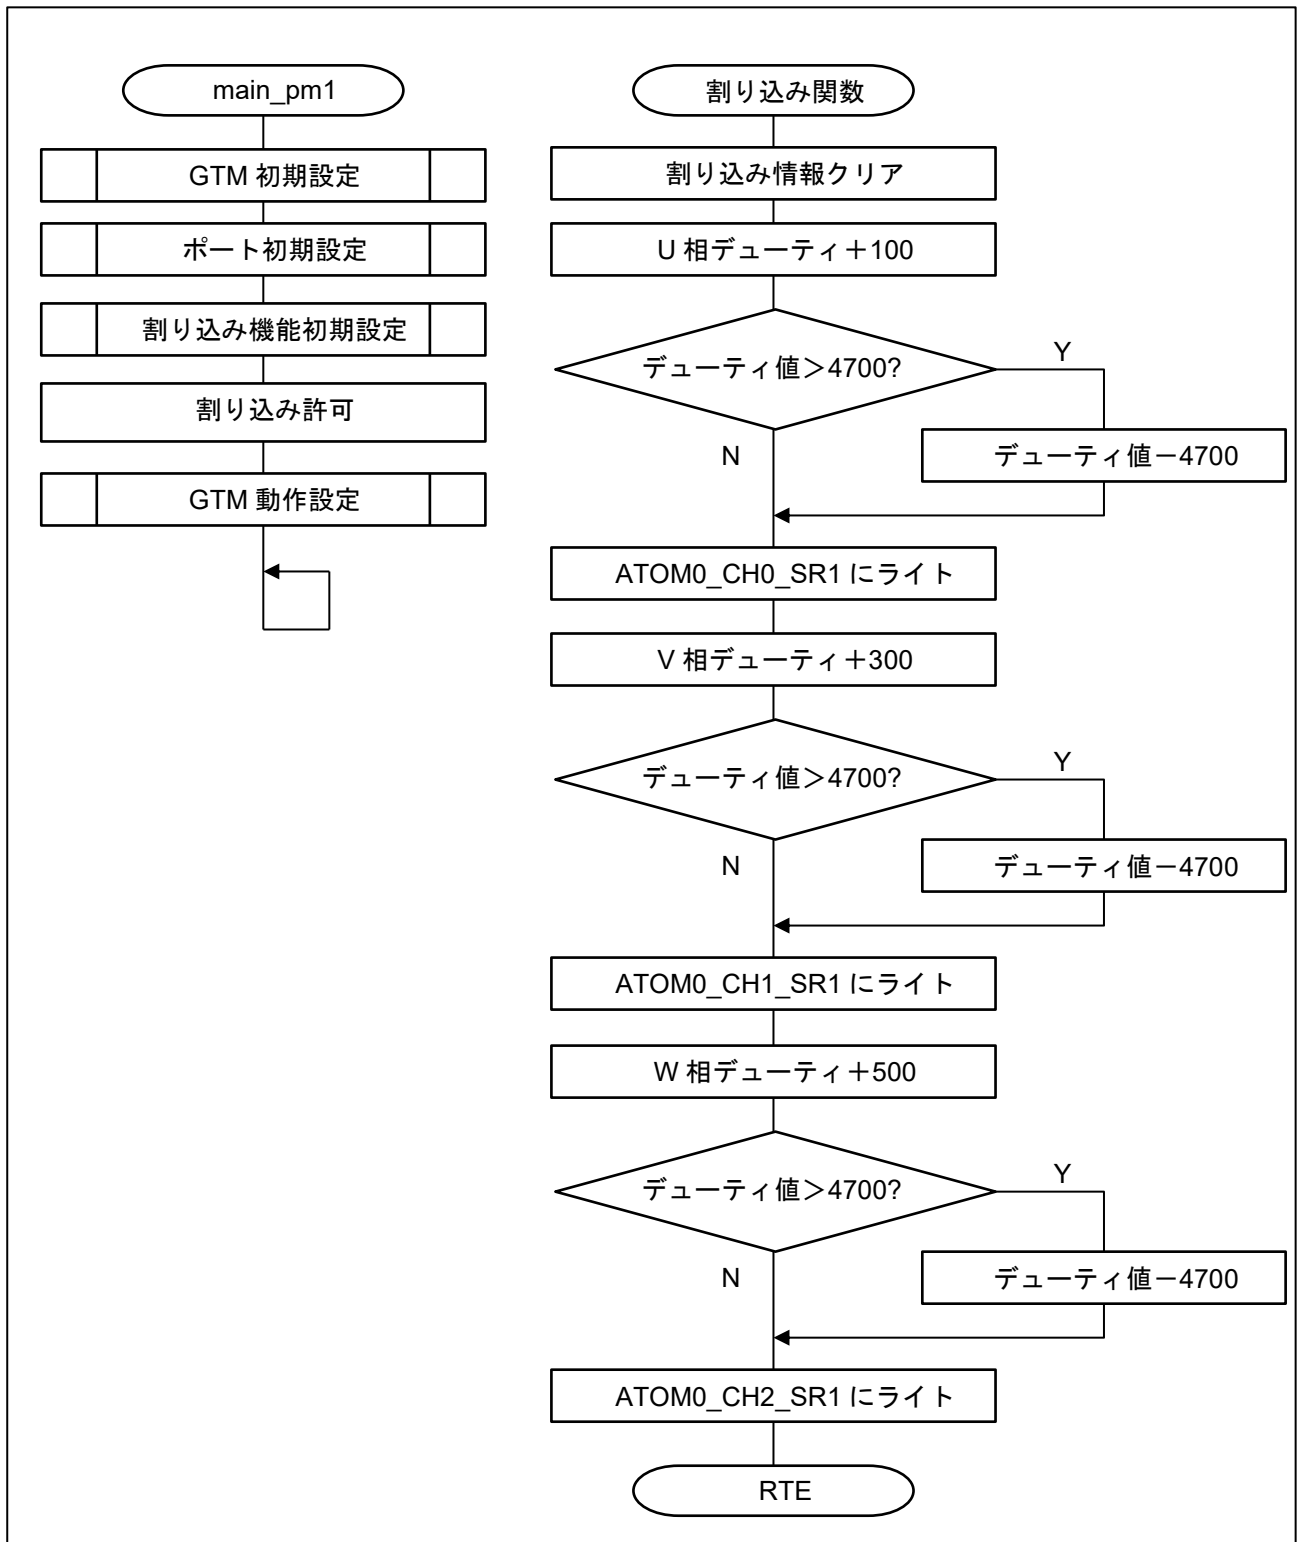 main_pm1
GTM 初期設定
ポート初期設定
割り込み機能初期設定
割り込み許可
GTM 動作設定
割り込み関数
割り込み情報クリア
U 相デューティ＋100
デューティ値＞4700?
Y
N
デューティ値－4700
ATOM0_CH0_SR1 にライト
V 相デューティ＋300
デューティ値＞4700?
Y
N
デューティ値－4700
ATOM0_CH1_SR1 にライト
W 相デューティ＋500
デューティ値＞4700?
Y
N
デューティ値－4700
ATOM0_CH2_SR1 にライト
RTE